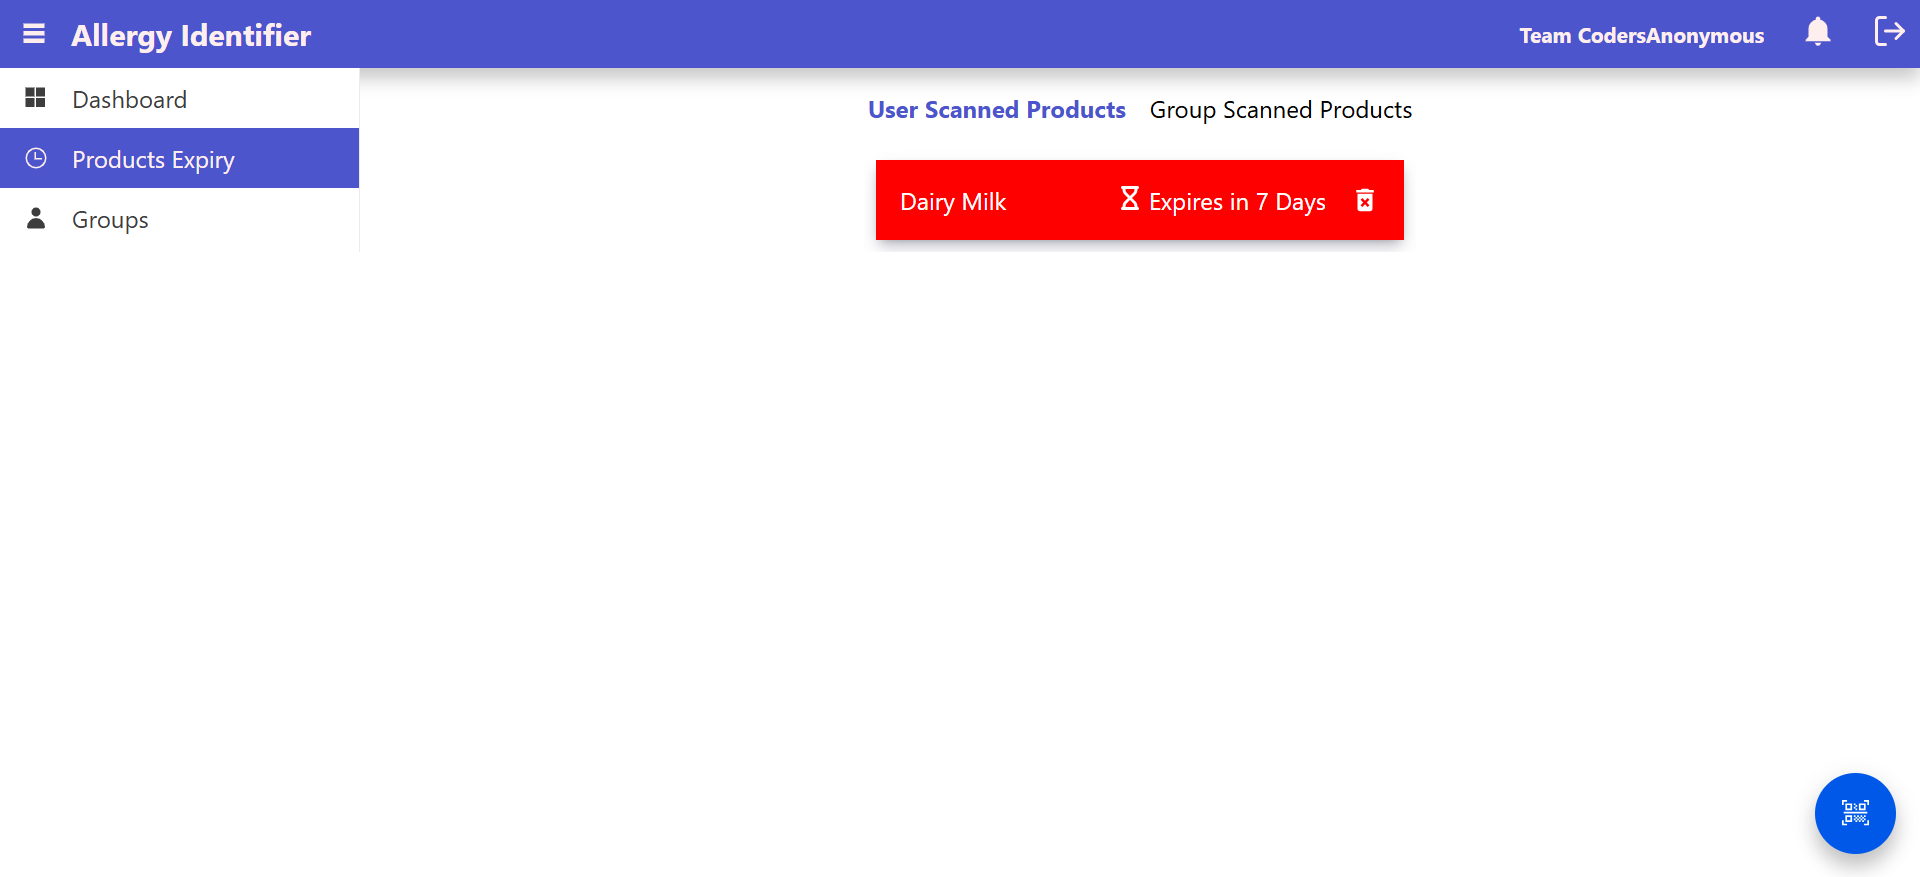 Allergy Identifier
Team CodersAnonymous
Dashboard
Products Expiry
Groups
User Scanned Products
Group Scanned Products
Dairy Milk
Expires in 7 Days